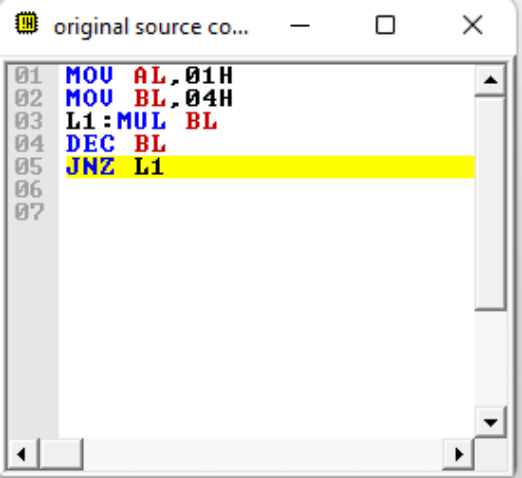 original source co...
01 MOV AL,01H
02 MOV BL,04H
03 L1:MUL BL
04 DEC BL
05 JNZ L1
06
07